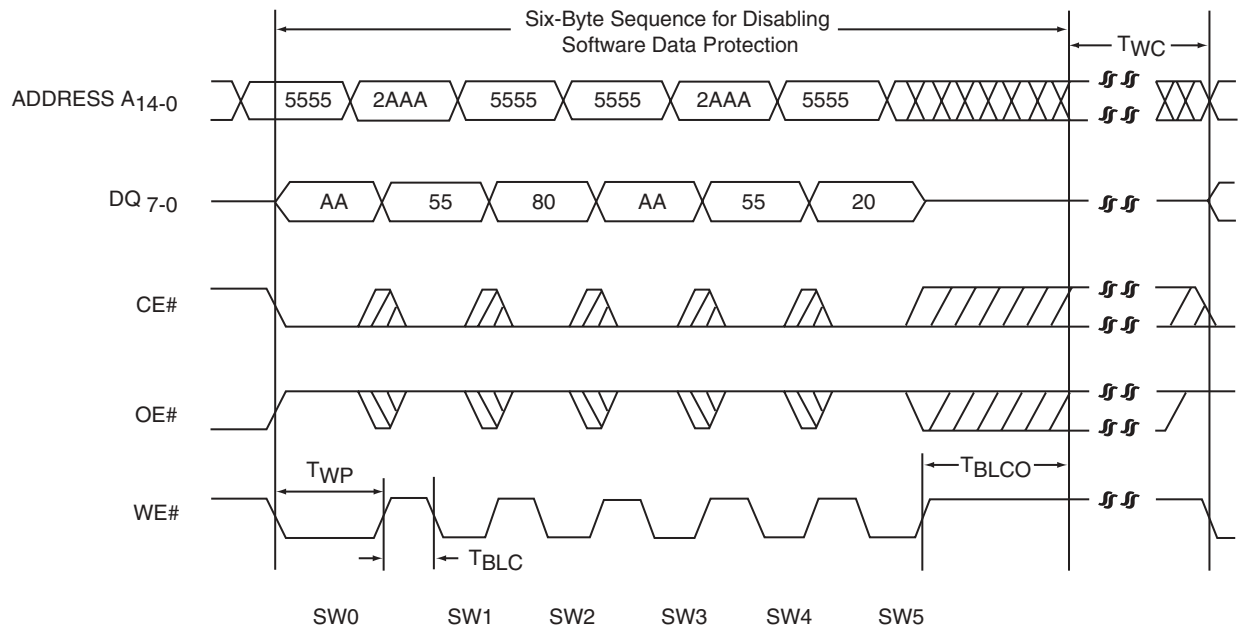 Six-Byte Sequence for Disabling
Software Data Protection
TWC
ADDRESS A14-0
5555 2AAA 5555 5555 2AAA 5555
DQ 7-0
AA 55 80 AA 55 20
CE#
OE#
TWP
TBLCO
WE#
TBLC
SW0 SW1 SW2 SW3 SW4 SW5